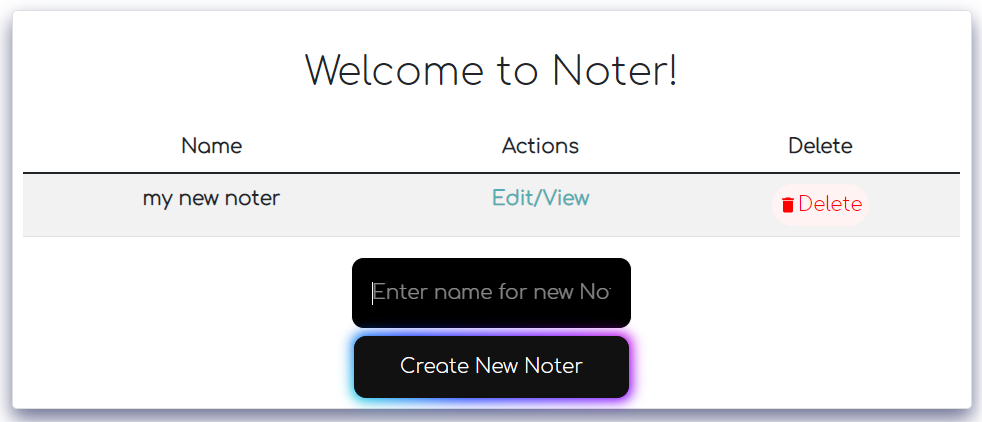 Welcome to Noter!
Name Actions Delete
my new noter Edit/View Delete
Enter name for new No
Create New Noter